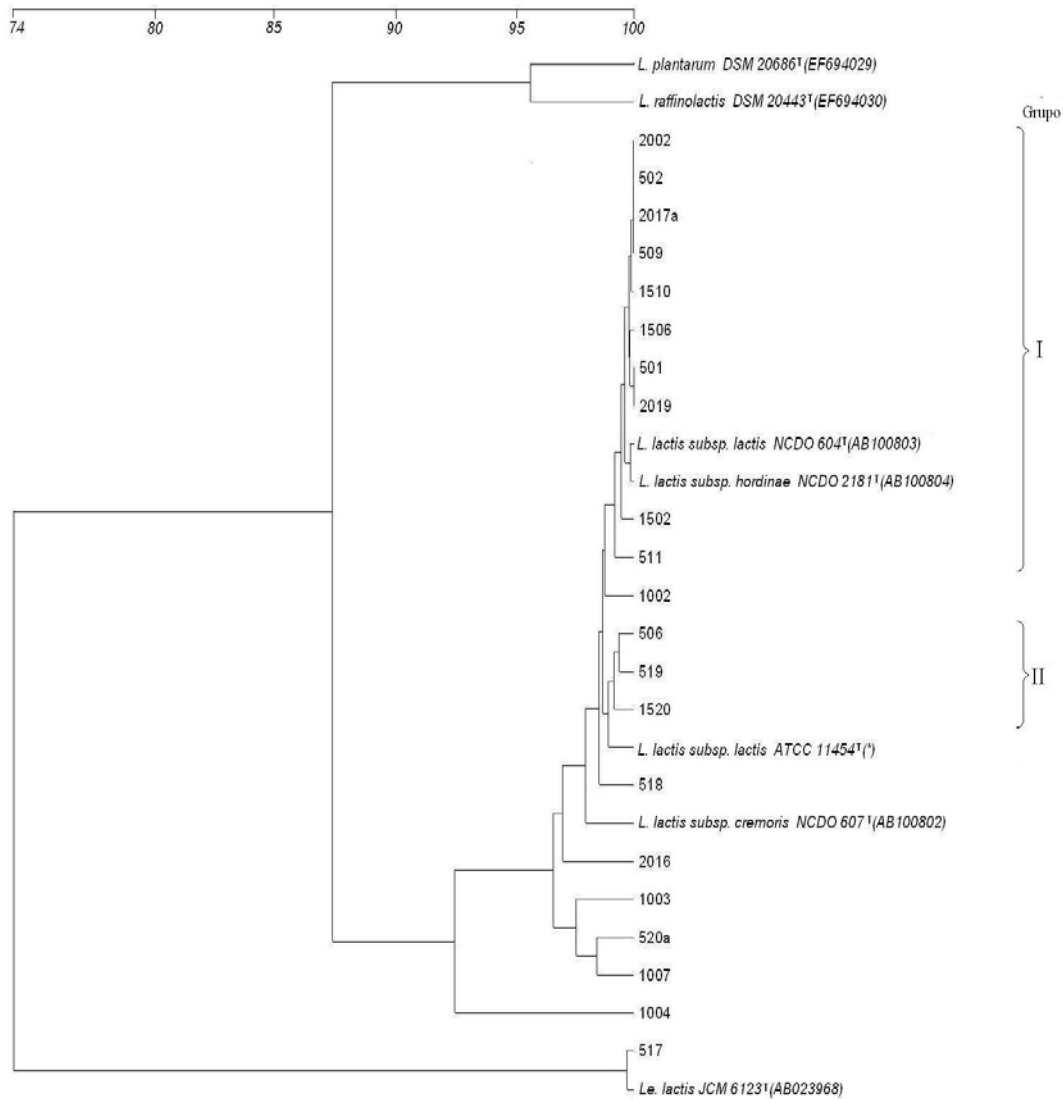 74 80 85 90 95 100
L. plantarum DSM 20686ᵀ(EF694029)
L. raffinolactis DSM 20443ᵀ(EF694030)
Grupo
2002
502
2017a
509
1510
1506
I
501
2019
L. lactis subsp. lactis NCDO 604ᵀ(AB100803)
L. lactis subsp. hordinae NCDO 2181ᵀ(AB100804)
1502
511
1002
506
519
II
1520
L. lactis subsp. lactis ATCC 11454ᵀ(*)
518
L. lactis subsp. cremoris NCDO 607ᵀ(AB100802)
2016
1003
520a
1007
1004
517
Le. lactis JCM 6123ᵀ(AB023968)